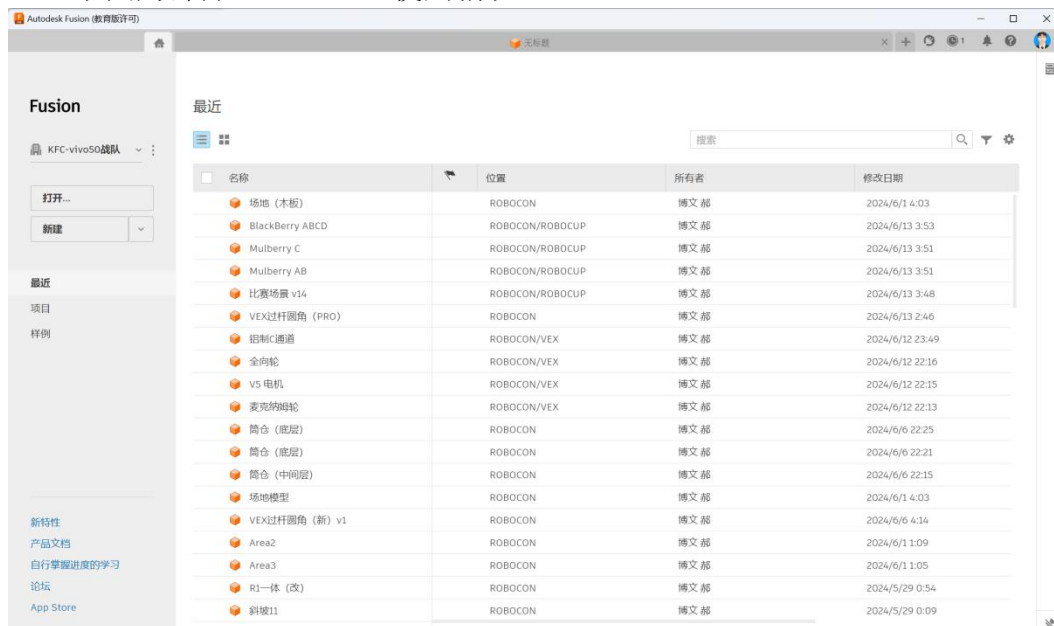 Autodesk Fusion (教育版许可)
无标题
1
Fusion
KFC-vivo50战队
打开...
新建
最近
项目
样例
新特性
产品文档
自行掌握进度的学习
论坛
App Store
最近
搜索
名称 位置 所有者 修改日期
场地（木板） ROBOCON 博文 郝 2024/6/1 4:03
BlackBerry ABCD ROBOCON/ROBOCUP 博文 郝 2024/6/13 3:53
Mulberry C ROBOCON/ROBOCUP 博文 郝 2024/6/13 3:51
Mulberry AB ROBOCON/ROBOCUP 博文 郝 2024/6/13 3:51
比赛场景 v14 ROBOCON/ROBOCUP 博文 郝 2024/6/13 3:48
VEX过杆圆角（PRO） ROBOCON 博文 郝 2024/6/13 2:46
铝制C通道 ROBOCON/VEX 博文 郝 2024/6/12 23:49
全向轮 ROBOCON/VEX 博文 郝 2024/6/12 22:16
V5 电机 ROBOCON/VEX 博文 郝 2024/6/12 22:15
麦克纳姆轮 ROBOCON/VEX 博文 郝 2024/6/12 22:13
筒仓（底层） ROBOCON 博文 郝 2024/6/6 22:25
筒仓（底层） ROBOCON 博文 郝 2024/6/6 22:21
筒仓（中间层） ROBOCON 博文 郝 2024/6/6 22:15
场地模型 ROBOCON 博文 郝 2024/6/1 4:03
VEX过杆圆角（新）v1 ROBOCON 博文 郝 2024/6/6 4:14
Area2 ROBOCON 博文 郝 2024/6/1 1:09
Area3 ROBOCON 博文 郝 2024/6/1 1:05
R1一体（改） ROBOCON 博文 郝 2024/5/29 0:54
斜坡11 ROBOCON 博文 郝 2024/5/29 0:09